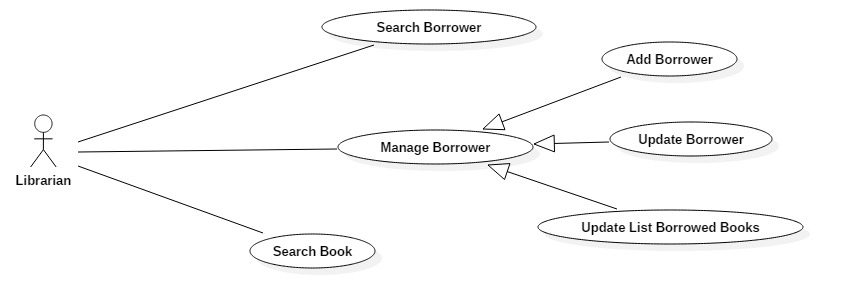 Search Borrower
Add Borrower
Manage Borrower
Update Borrower
Librarian
Update List Borrowed Books
Search Book